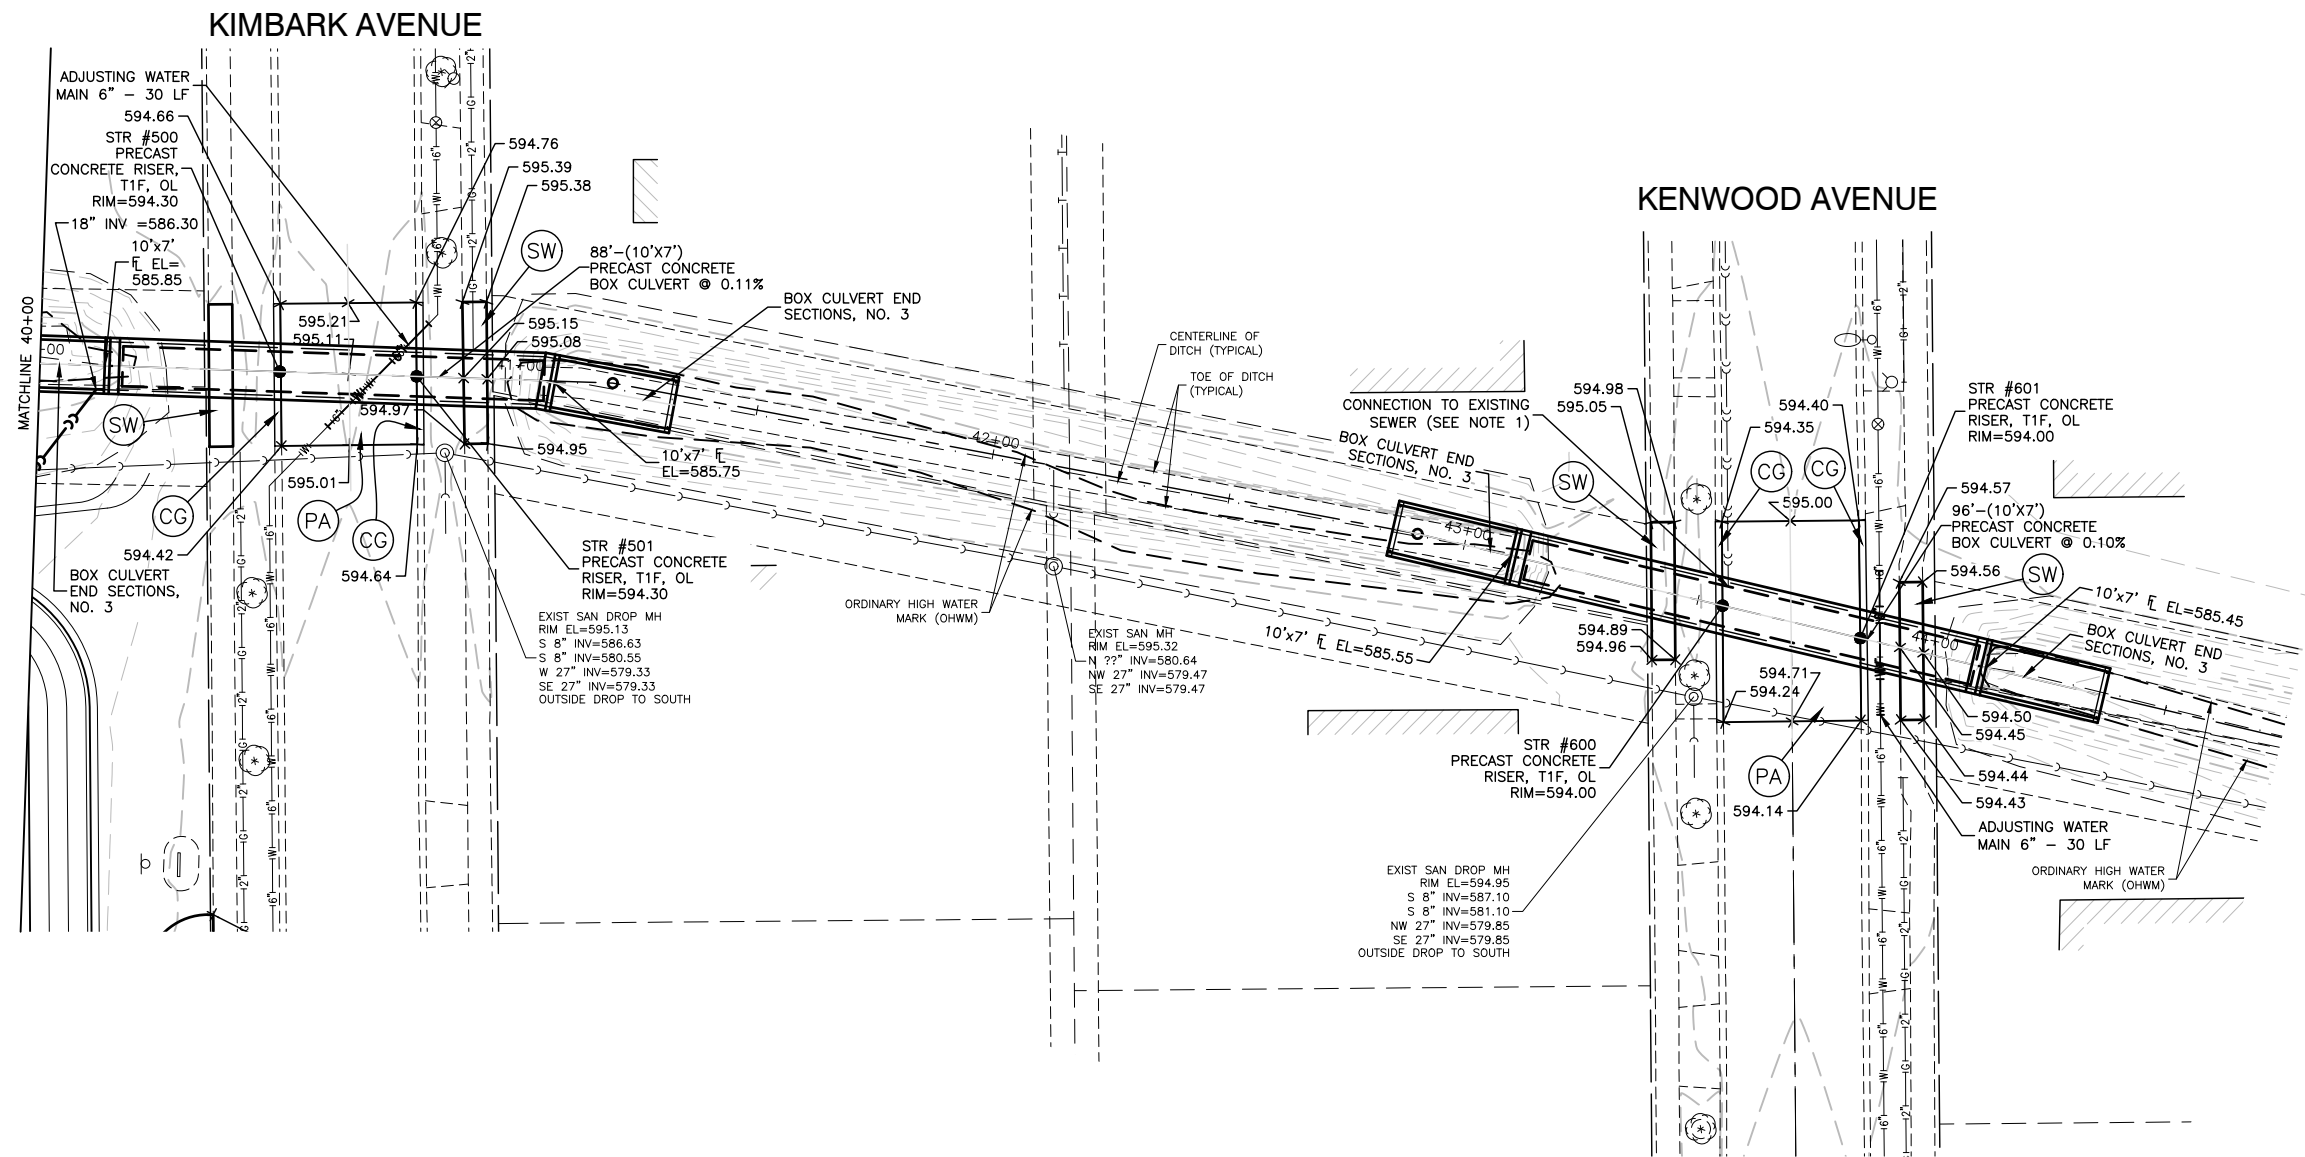 KIMBARK AVENUE
ADJUSTING WATER
MAIN 6" - 30 LF
594.66
STR #500
PRECAST
CONCRETE RISER,
T1F, OL
RIM=594.30
18" INV =586.30
10'x7'
FL EL=
585.85
MATCHLINE 40+00
594.76
595.39
595.38
SW
88'-(10'X7')
PRECAST CONCRETE
BOX CULVERT @ 0.11%
BOX CULVERT END
SECTIONS, NO. 3
595.21
595.11
595.15
595.08
594.97
594.95
SW
CG
595.01
PA
CG
594.42
594.64
BOX CULVERT
END SECTIONS,
NO. 3
10'x7' FL
EL=585.75
STR #501
PRECAST CONCRETE
RISER, T1F, OL
RIM=594.30
EXIST SAN DROP MH
RIM EL=595.13
S 8" INV=586.63
S 8" INV=580.55
W 27" INV=579.33
SE 27" INV=579.33
OUTSIDE DROP TO SOUTH
42+00
CENTERLINE OF
DITCH (TYPICAL)
TOE OF DITCH
(TYPICAL)
ORDINARY HIGH WATER
MARK (OHWM)
EXIST SAN MH
RIM EL=595.32
N ??" INV=580.64
NW 27" INV=579.47
SE 27" INV=579.47
KENWOOD AVENUE
594.98
595.05
CONNECTION TO EXISTING
SEWER (SEE NOTE 1)
BOX CULVERT END
SECTIONS, NO. 3
SW
43+00
10'x7' FL EL=585.55
594.40
594.35
CG
CG
595.00
STR #601
PRECAST CONCRETE
RISER, T1F, OL
RIM=594.00
594.57
96'-(10'X7')
PRECAST CONCRETE
BOX CULVERT @ 0.10%
594.56
SW
10'x7' FL EL=585.45
BOX CULVERT END
SECTIONS, NO. 3
44+00
594.89
594.96
594.71
594.24
594.50
594.45
594.44
594.43
PA
594.14
STR #600
PRECAST CONCRETE
RISER, T1F, OL
RIM=594.00
ADJUSTING WATER
MAIN 6" - 30 LF
ORDINARY HIGH WATER
MARK (OHWM)
EXIST SAN DROP MH
RIM EL=594.95
S 8" INV=587.10
S 8" INV=581.10
NW 27" INV=579.85
SE 27" INV=579.85
OUTSIDE DROP TO SOUTH